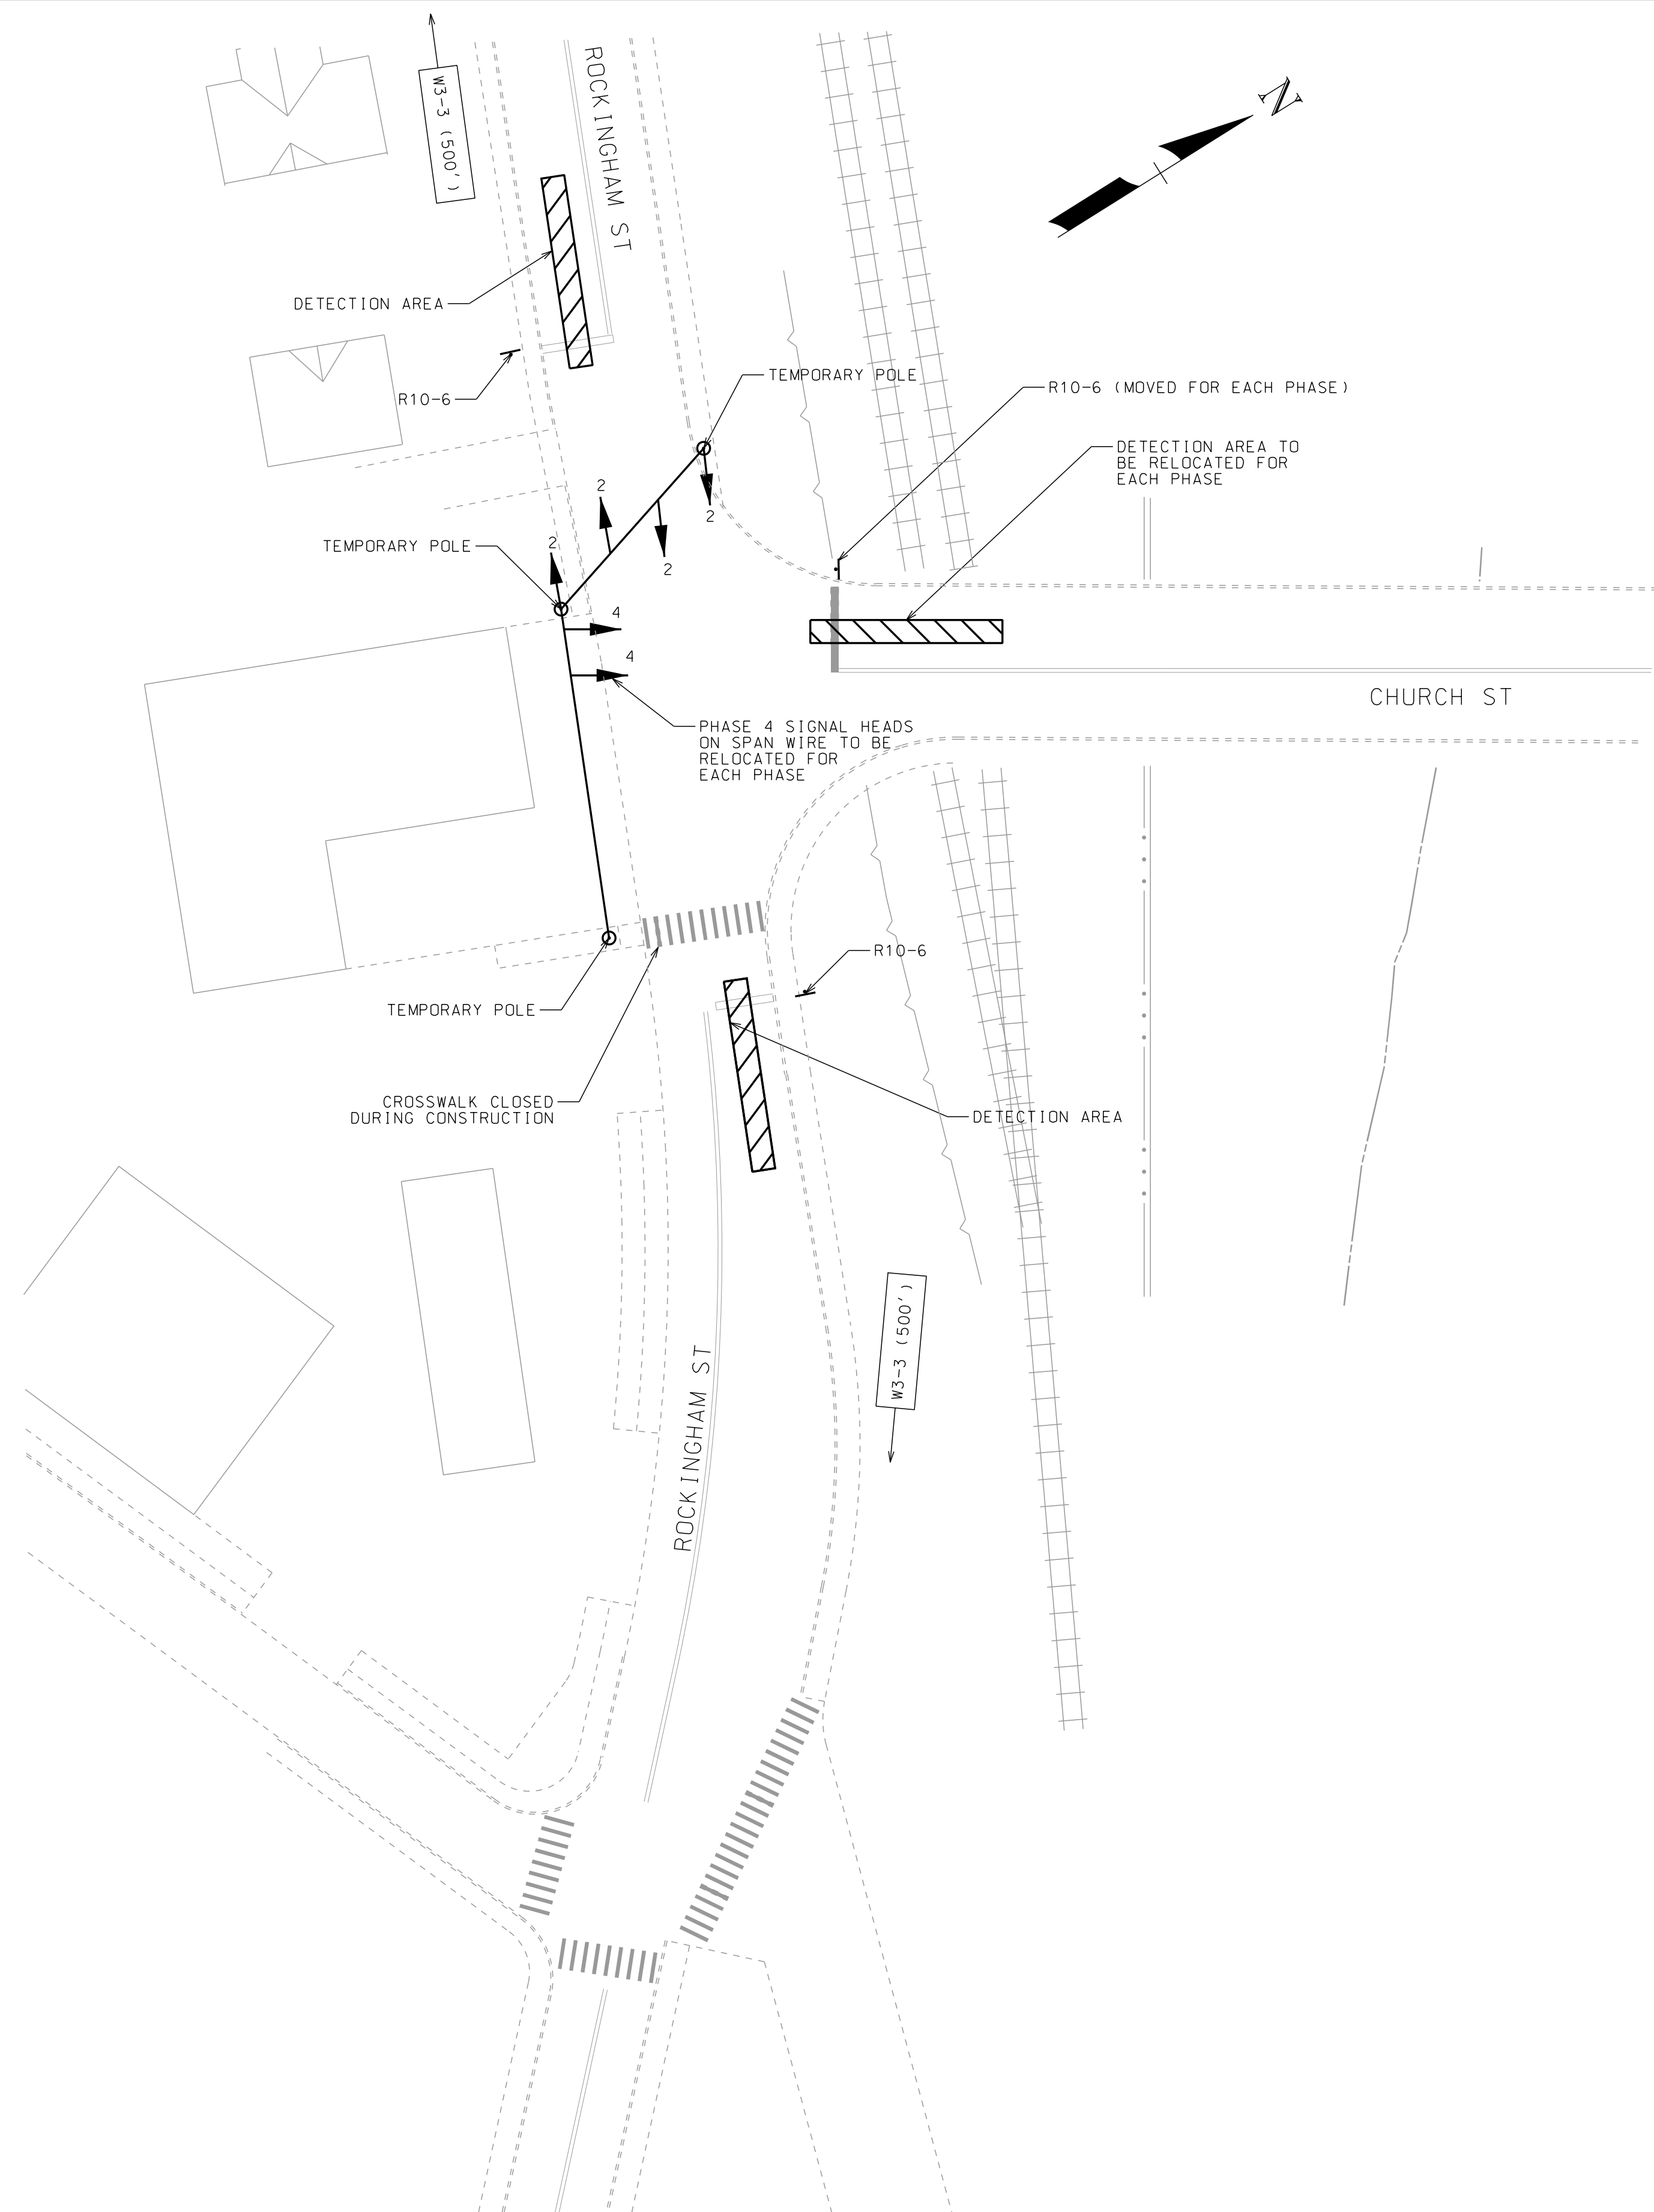 N
W3-3 (500')
ROCKINGHAM ST
DETECTION AREA
R10-6
TEMPORARY POLE
R10-6 (MOVED FOR EACH PHASE)
DETECTION AREA TO
BE RELOCATED FOR
EACH PHASE
2
2
2
2
TEMPORARY POLE
4
4
CHURCH ST
PHASE 4 SIGNAL HEADS
ON SPAN WIRE TO BE
RELOCATED FOR
EACH PHASE
R10-6
TEMPORARY POLE
CROSSWALK CLOSED
DURING CONSTRUCTION
DETECTION AREA
W3-3 (500')
ROCKINGHAM ST